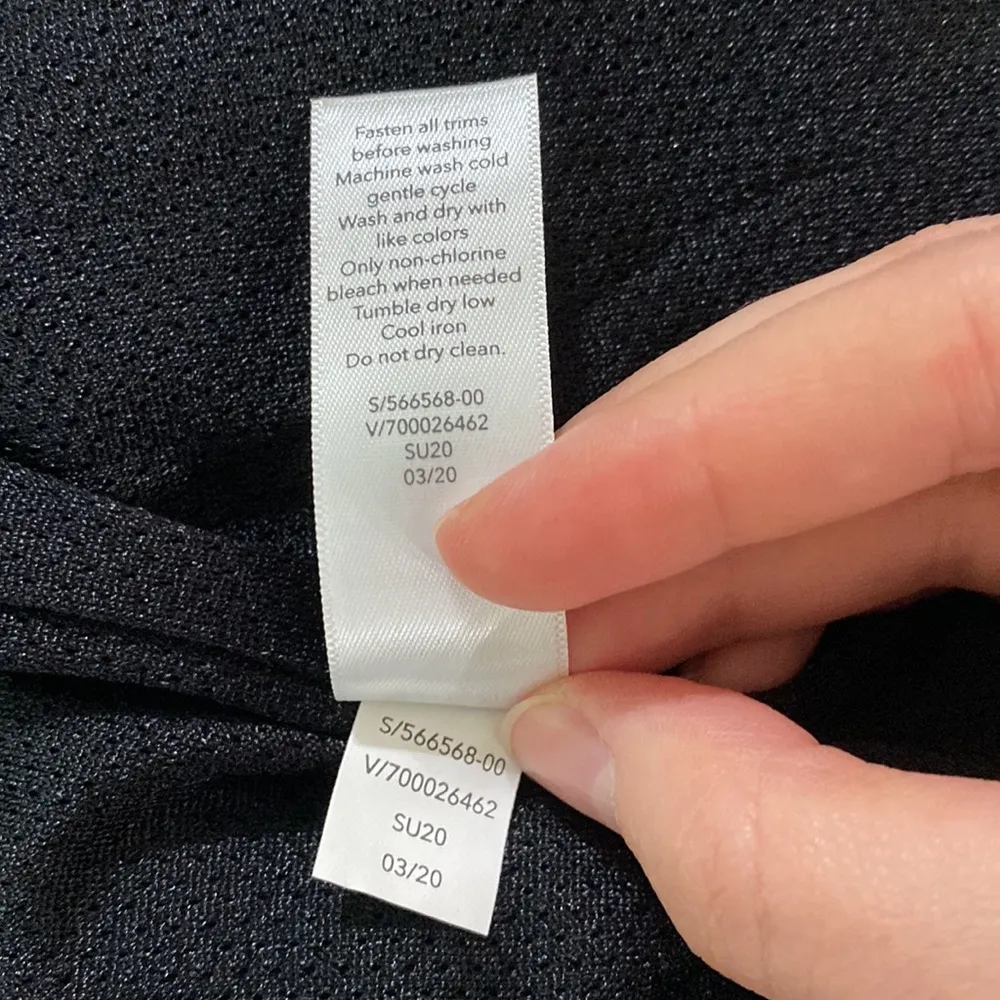 Fasten all trims
before washing
Machine wash cold
gentle cycle
Wash and dry with
like colors
Only non-chlorine
bleach when needed
Tumble dry low
Cool iron
Do not dry clean.
S/566568-00
V/700026462
SU20
03/20
S/566568-00
V/700026462
SU20
03/20